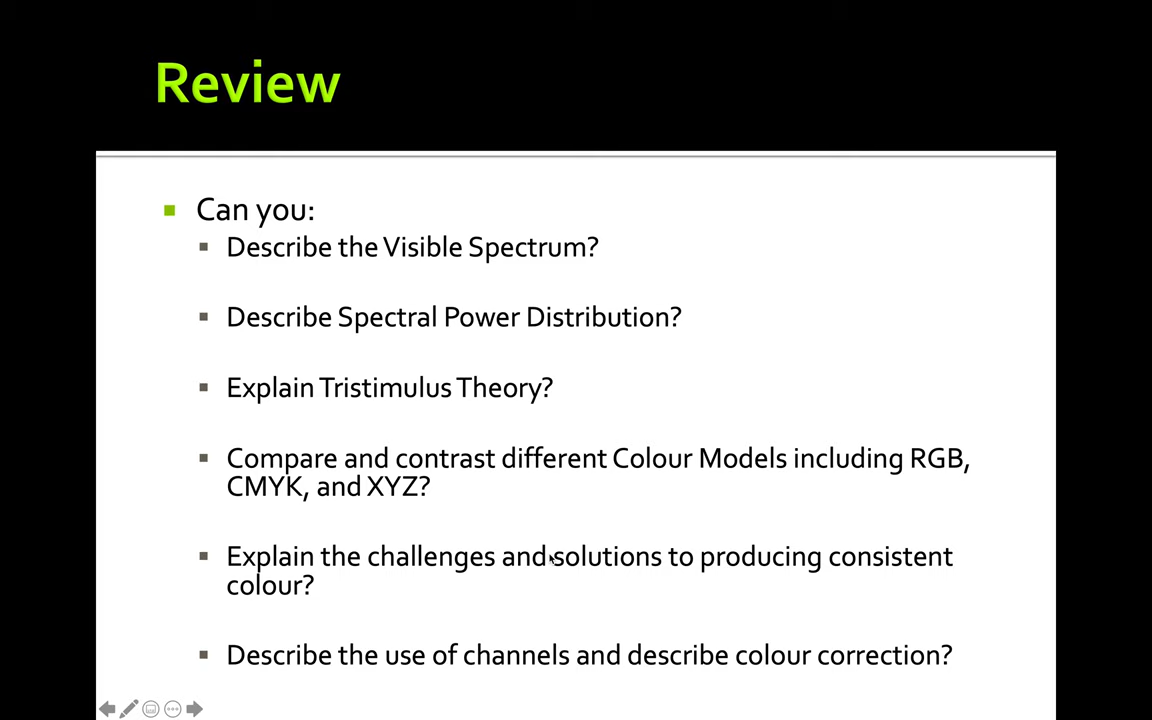 Review
Can you:
Describe the Visible Spectrum?
Describe Spectral Power Distribution?
Explain Tristimulus Theory?
Compare and contrast different Colour Models including RGB,
CMYK, and XYZ?
Explain the challenges and solutions to producing consistent
colour?
Describe the use of channels and describe colour correction?